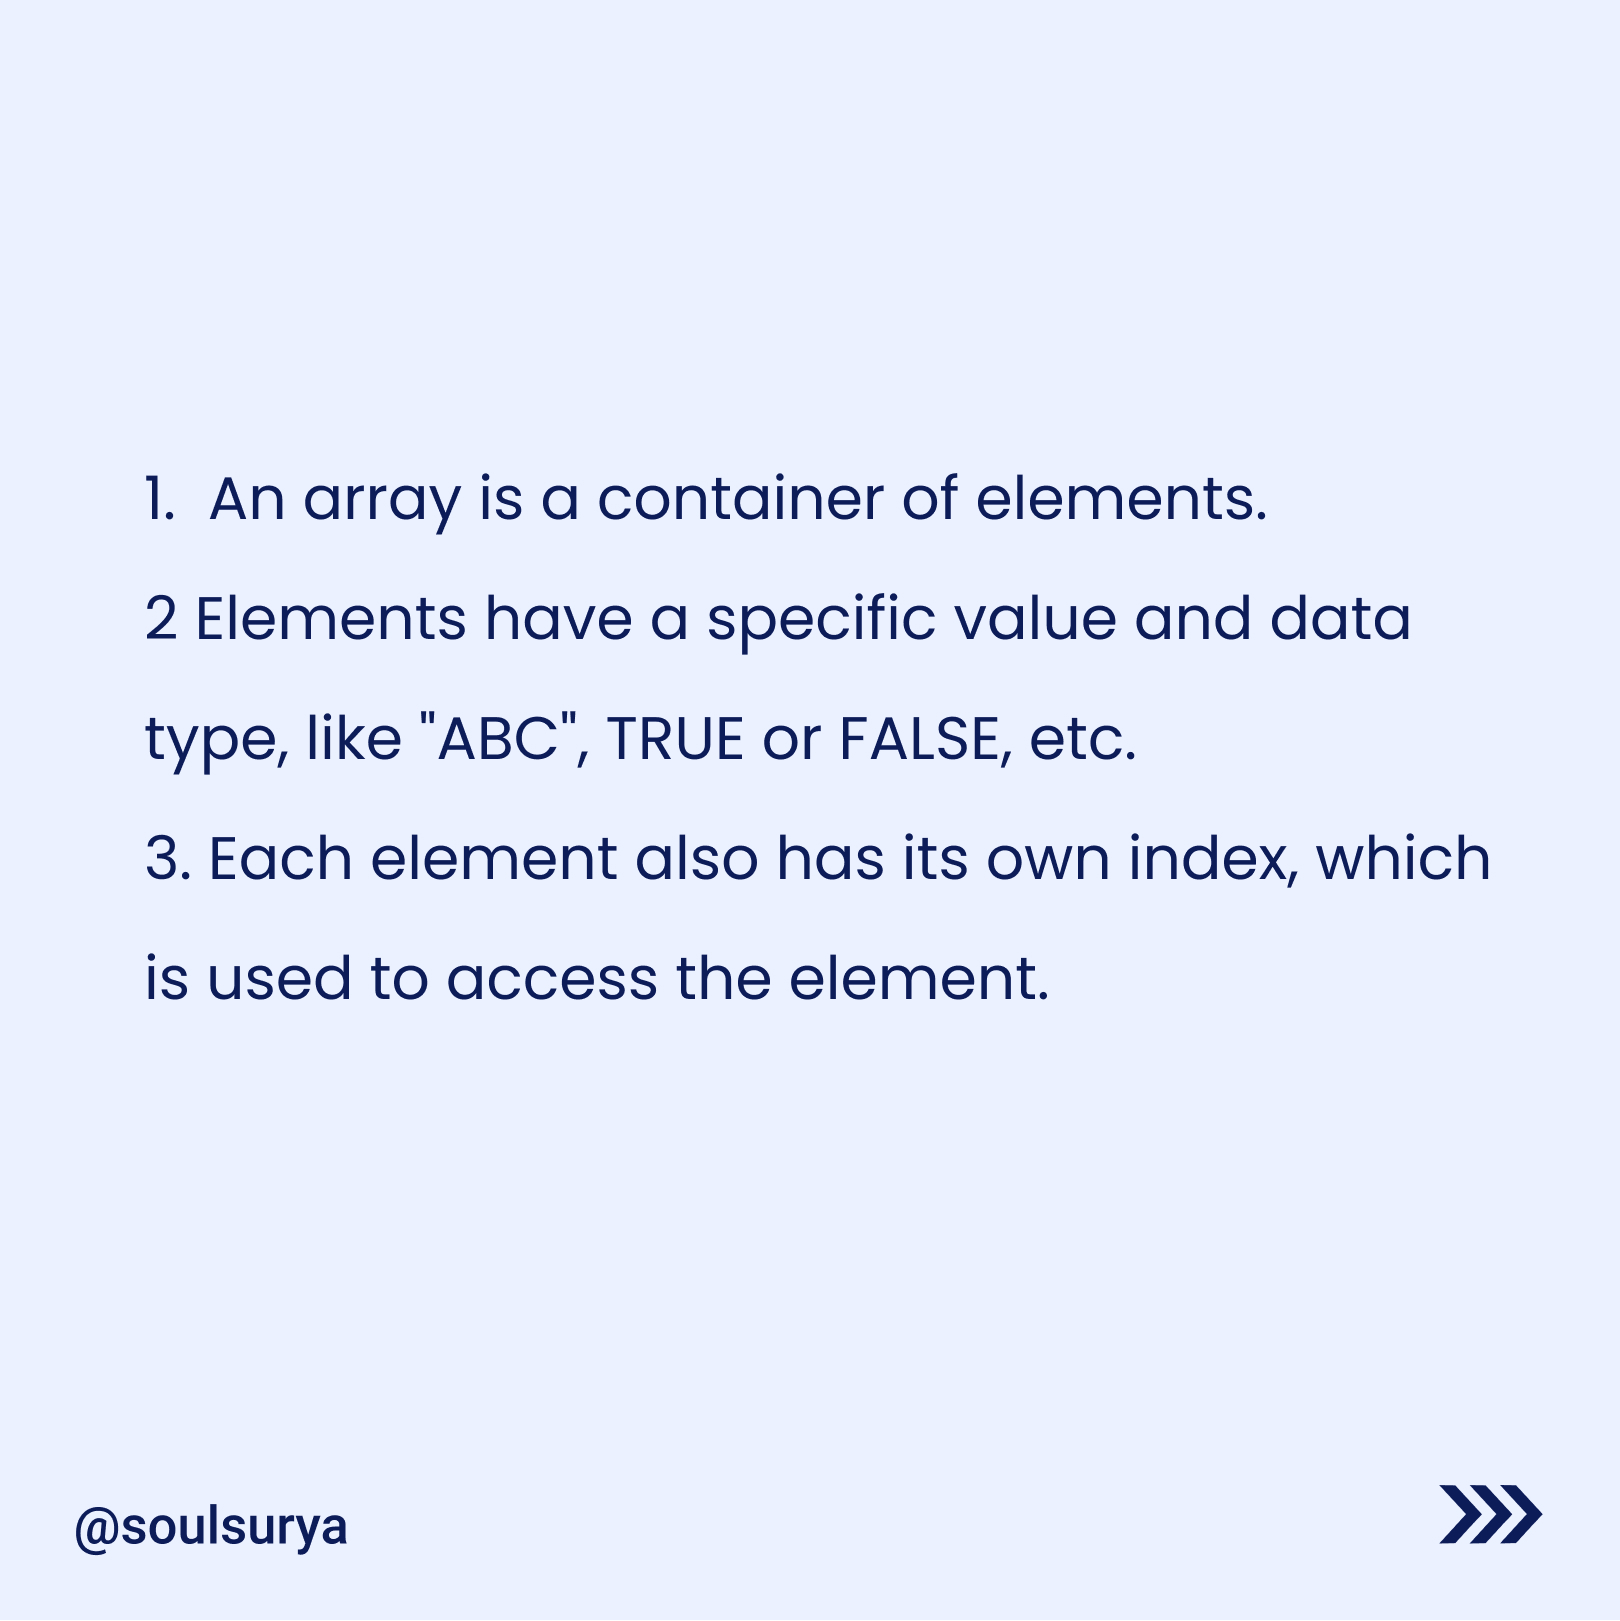 1.  An array is a container of elements.
2 Elements have a specific value and data
type, like "ABC", TRUE or FALSE, etc.
3. Each element also has its own index, which
is used to access the element.
@soulsurya